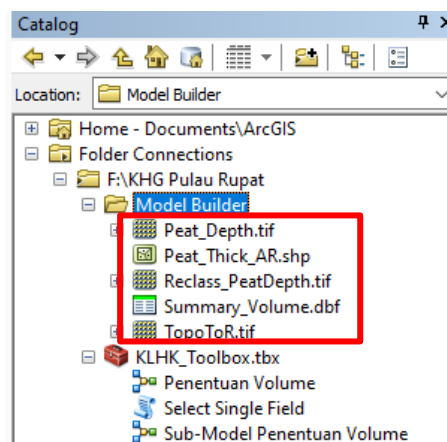 Catalog
Location: Model Builder
Home - Documents\ArcGIS
Folder Connections
F:\KHG Pulau Rupat
Model Builder
Peat_Depth.tif
Peat_Thick_AR.shp
Reclass_PeatDepth.tif
Summary_Volume.dbf
TopoToR.tif
KLHK_Toolbox.tbx
Penentuan Volume
Select Single Field
Sub-Model Penentuan Volume